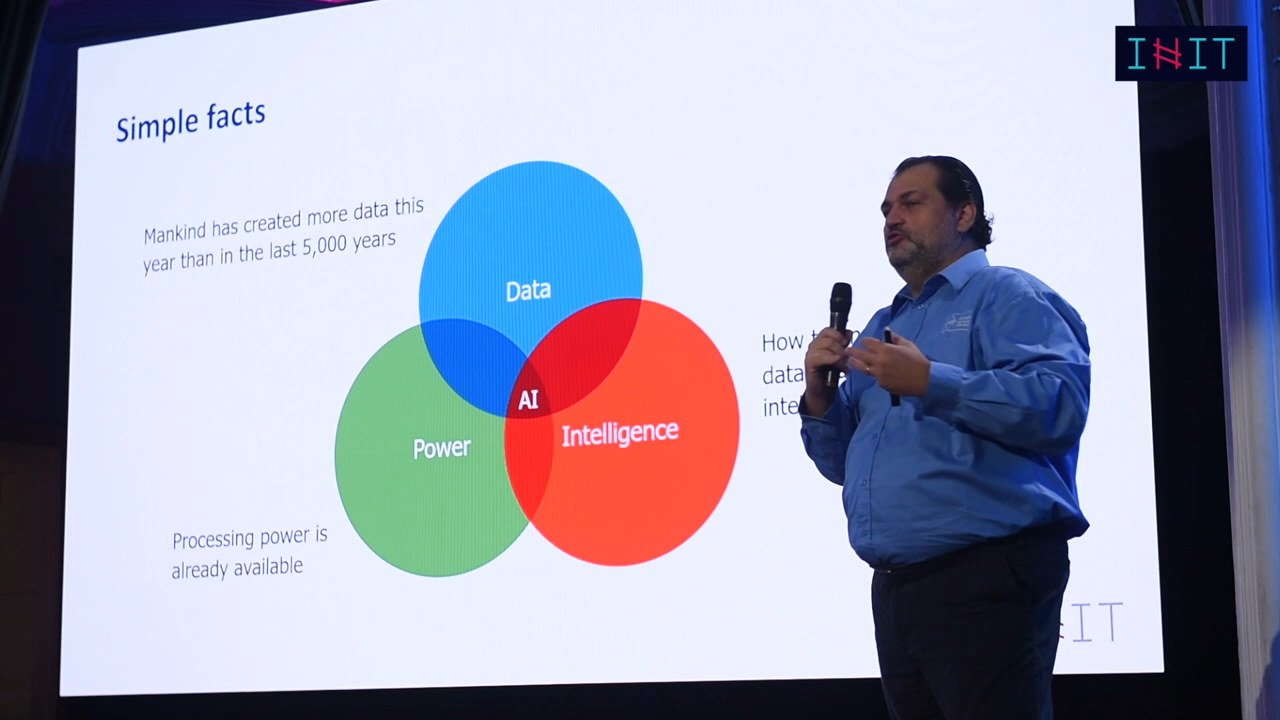 INIT
Simple facts
Mankind has created more data this
year than in the last 5,000 years
Data
How
data
AI
Intelligence
Power
Processing power is
already available
IT